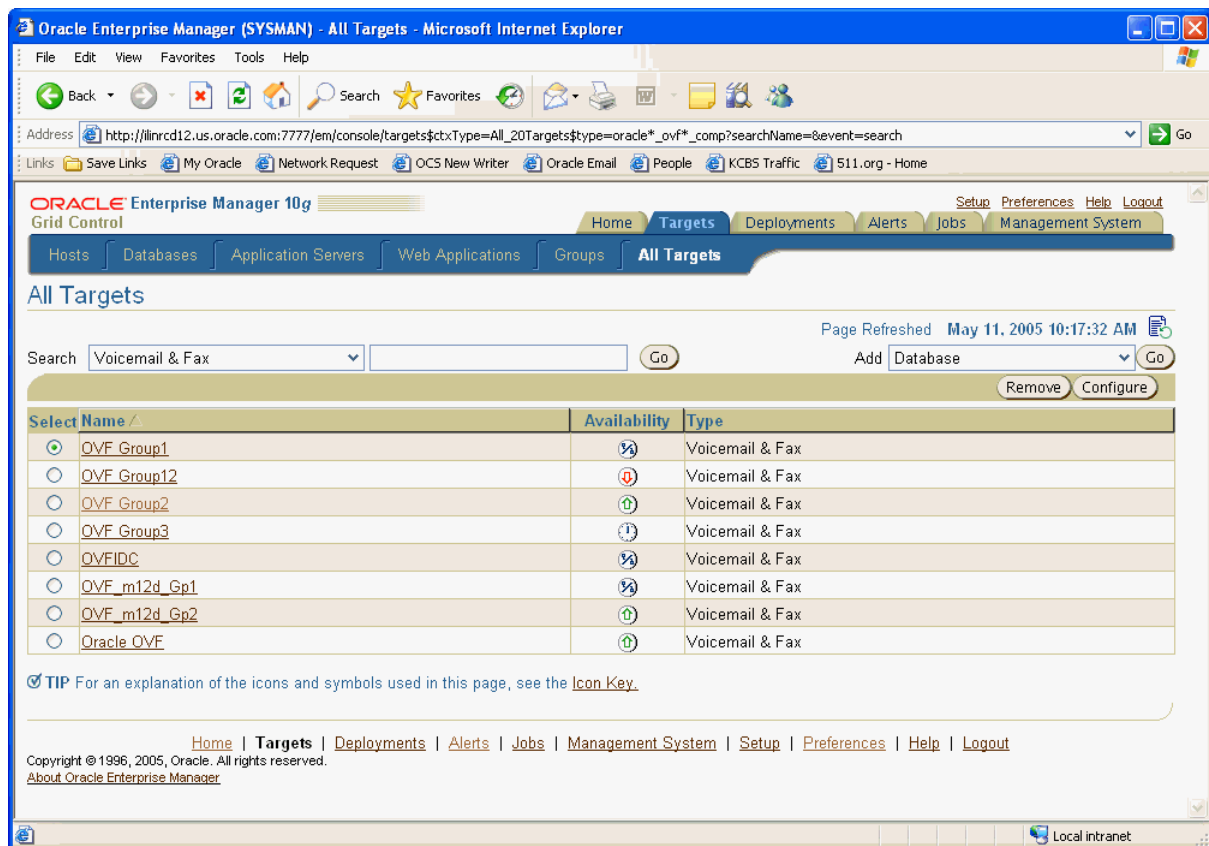 Oracle Enterprise Manager (SYSMAN) - All Targets - Microsoft Internet Explorer
File Edit View Favorites Tools Help
Back Search Favorites
Address http://ilinrcd12.us.oracle.com:7777/em/console/targets$ctxType=All_20Targets$type=oracle*_ovf*_comp?searchName=&event=search Go
Links Save Links My Oracle Network Request OCS New Writer Oracle Email People KCBS Traffic 511.org - Home
ORACLE Enterprise Manager 10g
Grid Control
Setup Preferences Help Logout
Home Targets Deployments Alerts Jobs Management System
Hosts Databases Application Servers Web Applications Groups All Targets
All Targets
Page Refreshed May 11, 2005 10:17:32 AM
Search Voicemail & Fax Go Add Database Go
Remove Configure
Select Name Availability Type
OVF Group1 Voicemail & Fax
OVF Group12 Voicemail & Fax
OVF Group2 Voicemail & Fax
OVF Group3 Voicemail & Fax
OVFIDC Voicemail & Fax
OVF_m12d_Gp1 Voicemail & Fax
OVF_m12d_Gp2 Voicemail & Fax
Oracle OVF Voicemail & Fax
TIP For an explanation of the icons and symbols used in this page, see the Icon Key.
Home | Targets | Deployments | Alerts | Jobs | Management System | Setup | Preferences | Help | Logout
Copyright © 1996, 2005, Oracle. All rights reserved.
About Oracle Enterprise Manager
Local intranet